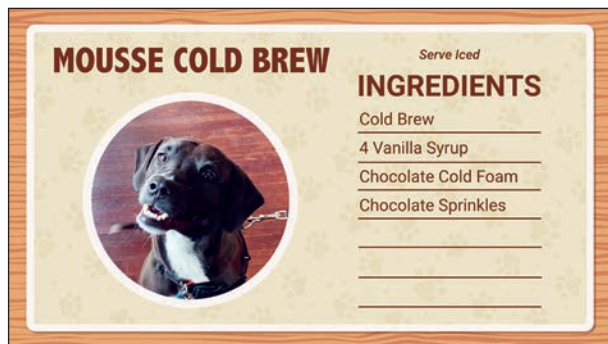 MOUSSE COLD BREW
Serve Iced
INGREDIENTS
Cold Brew
4 Vanilla Syrup
Chocolate Cold Foam
Chocolate Sprinkles